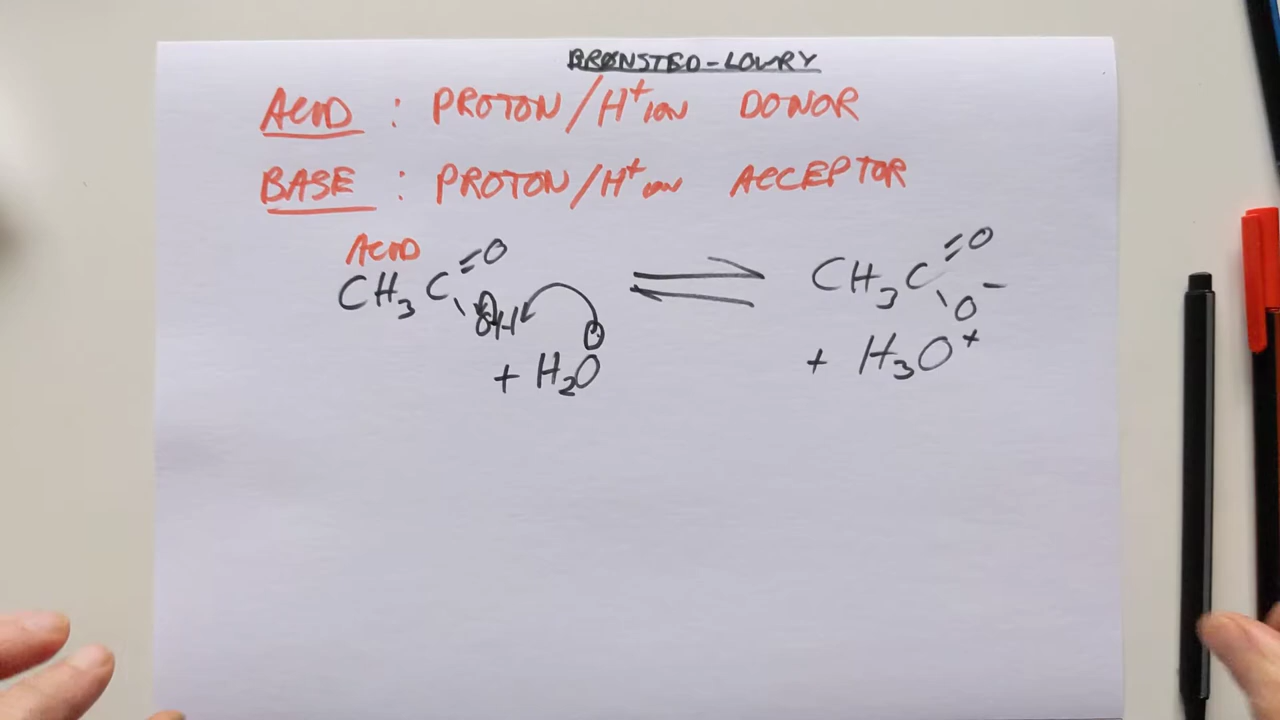 BRØNSTED-LOWRY
ACID : PROTON/H⁺ion DONOR
BASE : PROTON/H⁺ion ACCEPTOR
ACID
CH₃C=O OH ⇌ CH₃C=O O⁻
+ H₂O + H₃O⁺